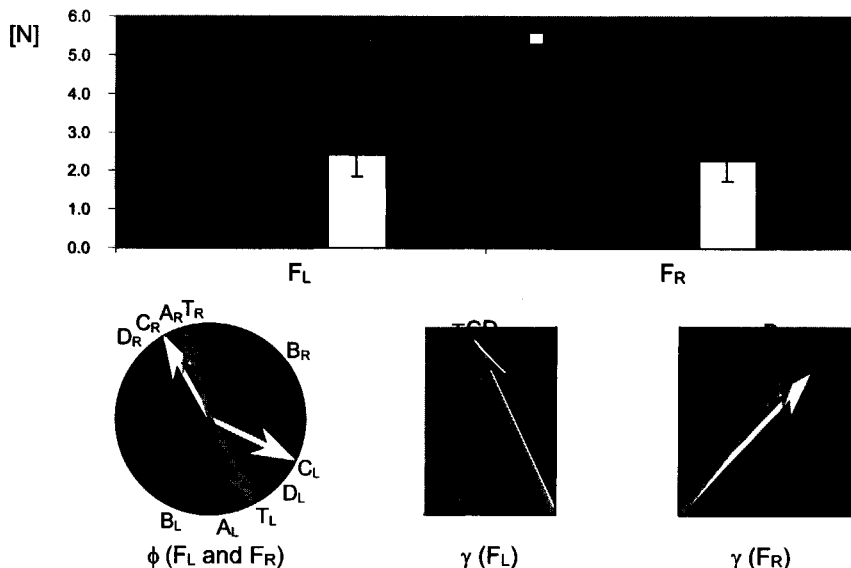 6.0
[N]
5.0
4.0
3.0
2.0
1.0
0.0
FL FR
DR CR AR TR
BR
CL
DL
TL
AL
BL
φ (FL and FR) γ (FL) γ (FR)